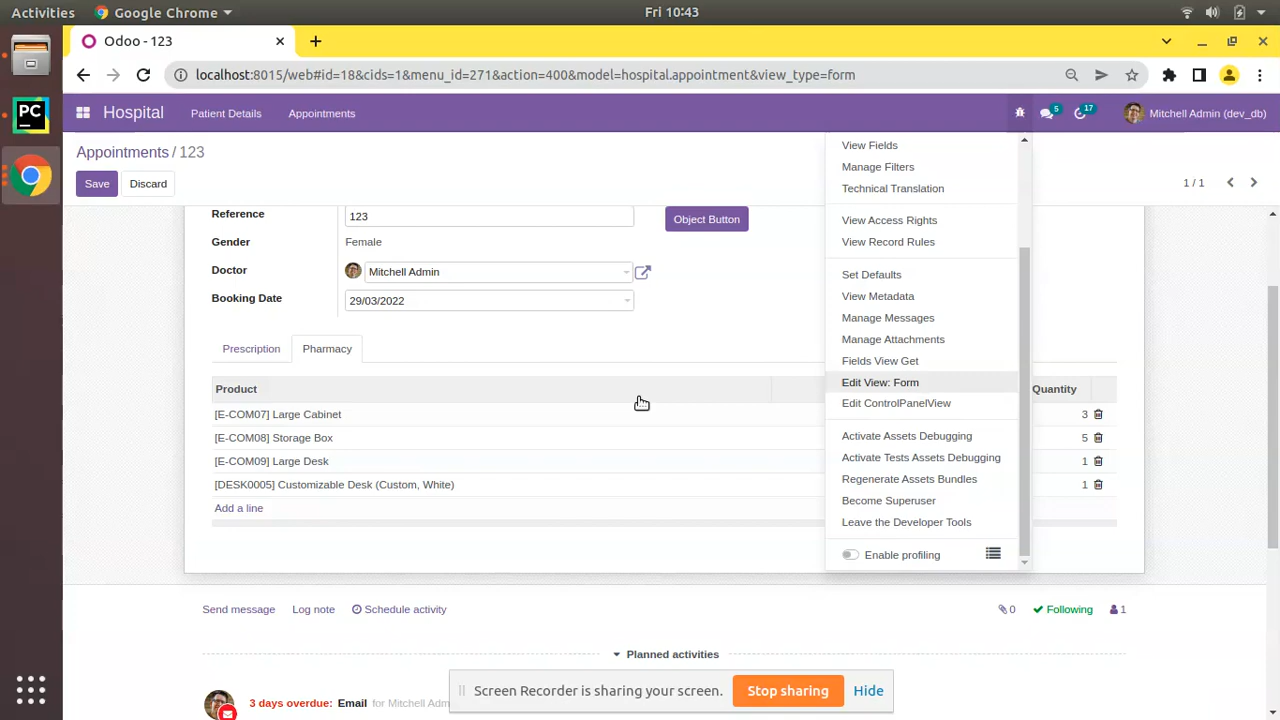 Activities
Google Chrome
Fri 10:43
Odoo - 123
localhost:8015/web#id=18&cids=1&menu_id=271&action=400&model=hospital.appointment&view_type=form
Hospital
Patient Details
Appointments
5
17
Mitchell Admin (dev_db)
PC
Appointments / 123
Save
Discard
1 / 1
Reference
123
Object Button
Gender
Female
Doctor
Mitchell Admin
Booking Date
29/03/2022
Prescription
Pharmacy
Product
Quantity
[E-COM07] Large Cabinet
3
[E-COM08] Storage Box
5
[E-COM09] Large Desk
1
[DESK0005] Customizable Desk (Custom, White)
1
Add a line
View Fields
Manage Filters
Technical Translation
View Access Rights
View Record Rules
Set Defaults
View Metadata
Manage Messages
Manage Attachments
Fields View Get
Edit View: Form
Edit ControlPanelView
Activate Assets Debugging
Activate Tests Assets Debugging
Regenerate Assets Bundles
Become Superuser
Leave the Developer Tools
Enable profiling
Send message
Log note
Schedule activity
0
Following
1
Planned activities
3 days overdue: Email for Mitchell Adm
Screen Recorder is sharing your screen.
Stop sharing
Hide